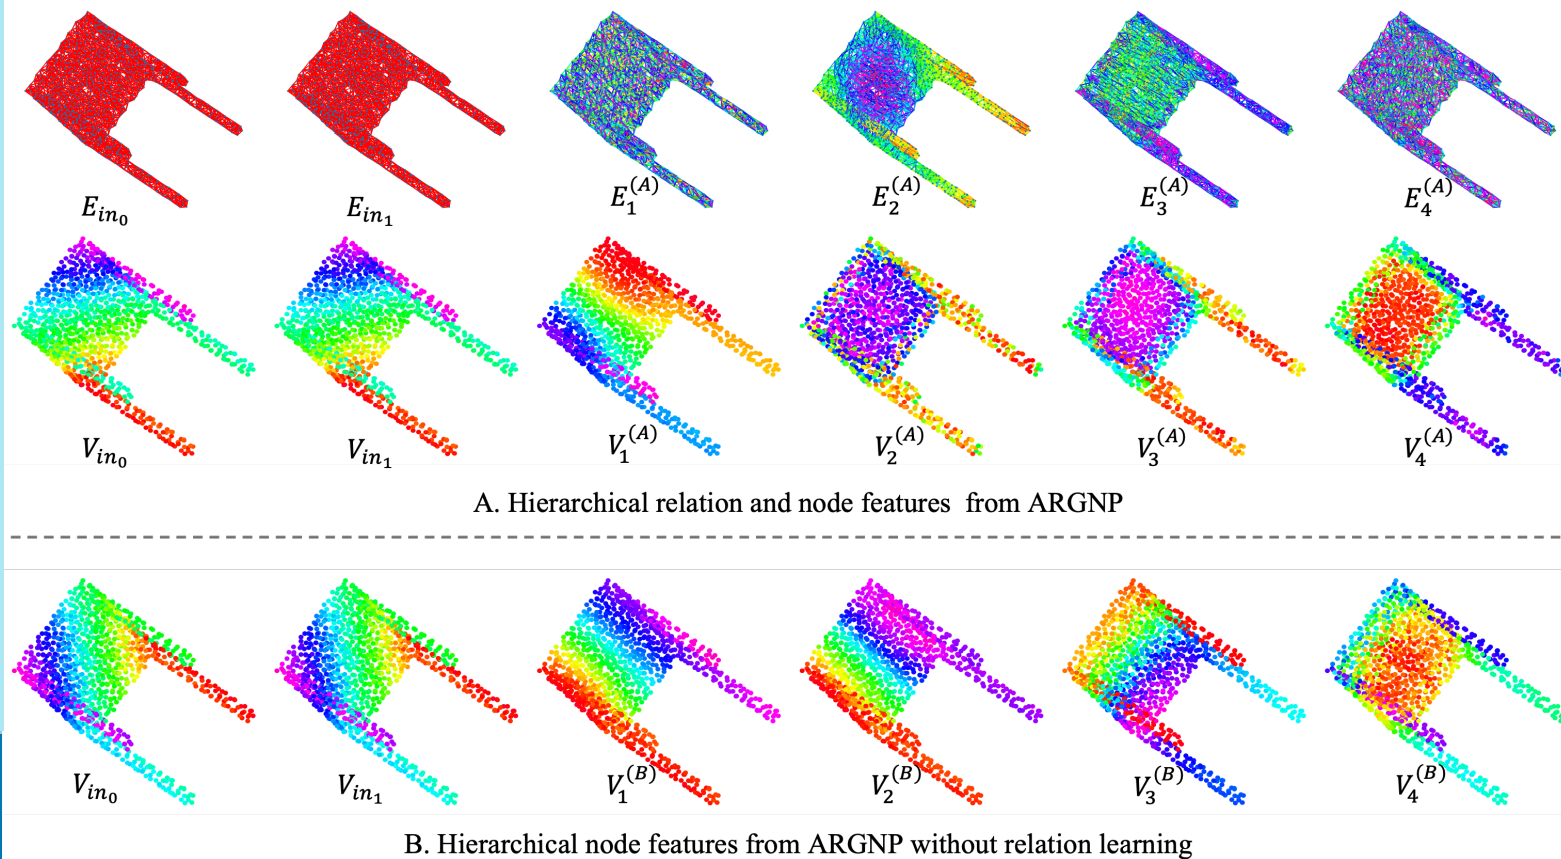 E_{in_0} E_{in_1} E_1^{(A)} E_2^{(A)} E_3^{(A)} E_4^{(A)}
V_{in_0} V_{in_1} V_1^{(A)} V_2^{(A)} V_3^{(A)} V_4^{(A)}
A. Hierarchical relation and node features from ARGNP
V_{in_0} V_{in_1} V_1^{(B)} V_2^{(B)} V_3^{(B)} V_4^{(B)}
B. Hierarchical node features from ARGNP without relation learning